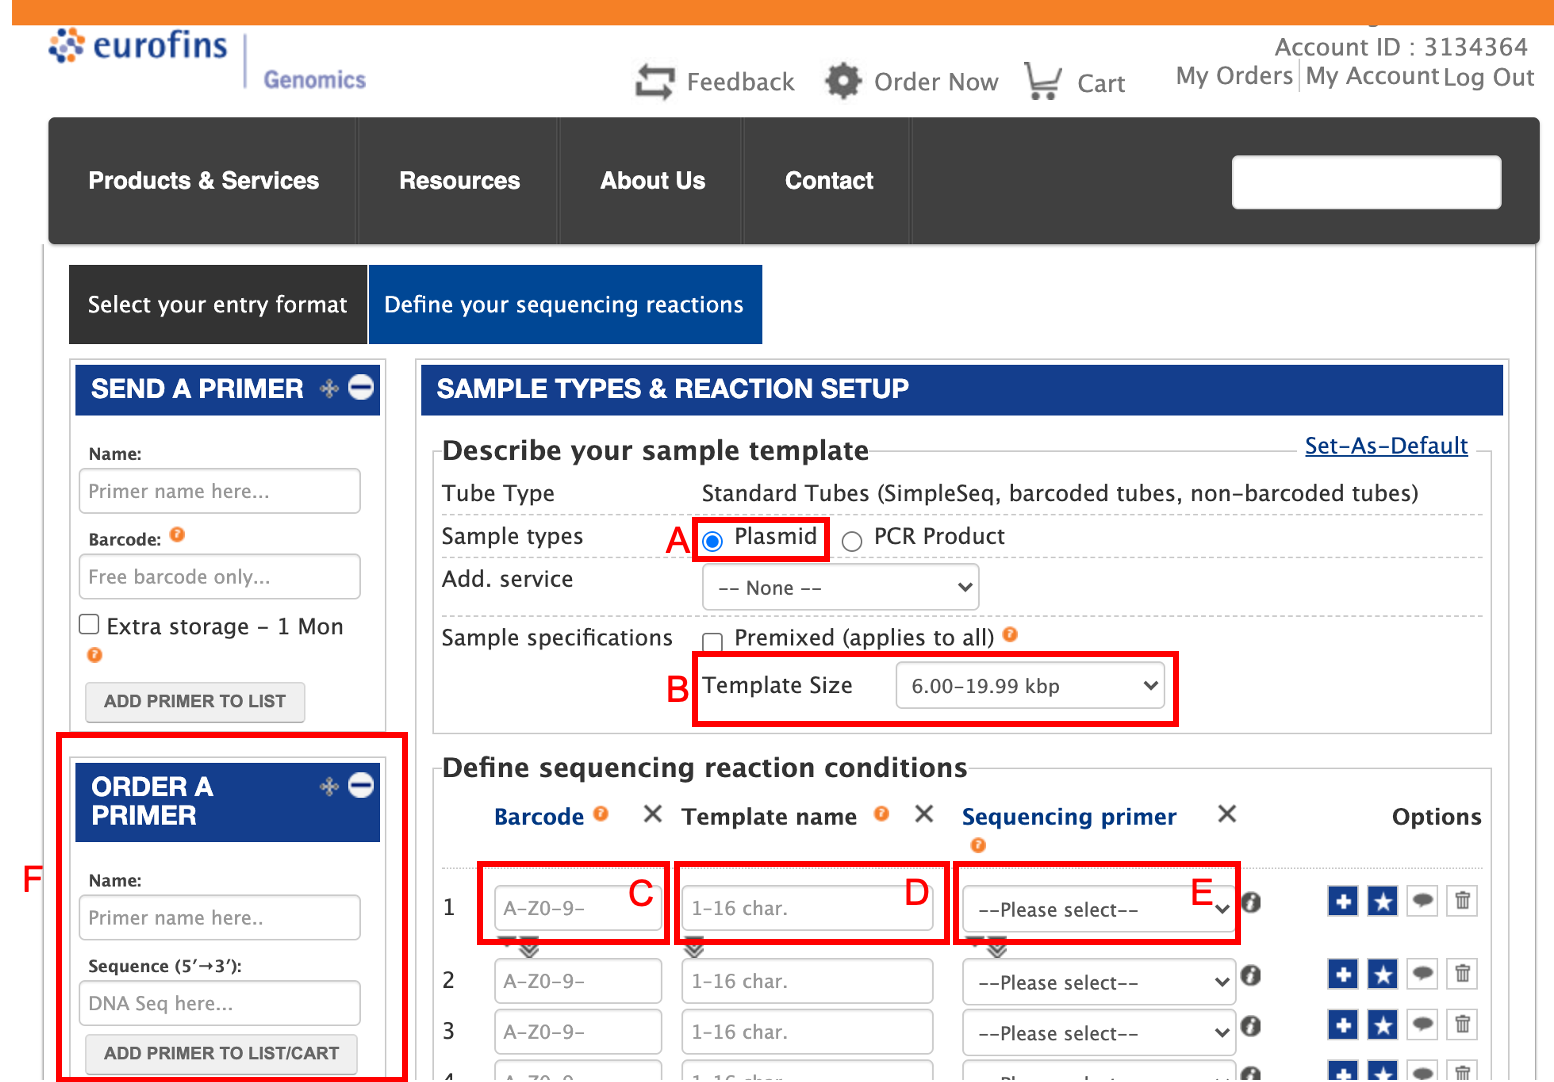 eurofins
Genomics
Feedback
Order Now
Cart
Account ID : 3134364
My Orders
My Account
Log Out
Products & Services
Resources
About Us
Contact
Select your entry format
Define your sequencing reactions
SEND A PRIMER
Name:
Primer name here...
Barcode:
Free barcode only...
Extra storage - 1 Mon
ADD PRIMER TO LIST
F
ORDER A
PRIMER
Name:
Primer name here..
Sequence (5'→3'):
DNA Seq here...
ADD PRIMER TO LIST/CART
SAMPLE TYPES & REACTION SETUP
Describe your sample template
Set-As-Default
Tube Type Standard Tubes (SimpleSeq, barcoded tubes, non-barcoded tubes)
Sample types A Plasmid PCR Product
Add. service -- None --
Sample specifications Premixed (applies to all)
B Template Size 6.00-19.99 kbp
Define sequencing reaction conditions
Barcode Template name Sequencing primer Options
1 A-Z0-9- C 1-16 char. D --Please select-- E
2 A-Z0-9- 1-16 char. --Please select--
3 A-Z0-9- 1-16 char. --Please select--